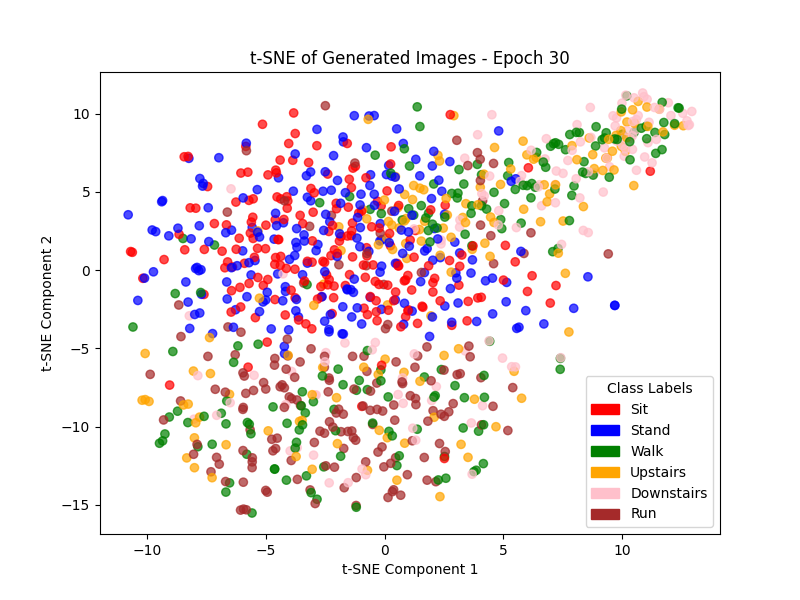 t-SNE of Generated Images - Epoch 30
t-SNE Component 2
10
5
0
−5
−10
−15
Class Labels
Sit
Stand
Walk
Upstairs
Downstairs
Run
−10
−5
0
5
10
t-SNE Component 1